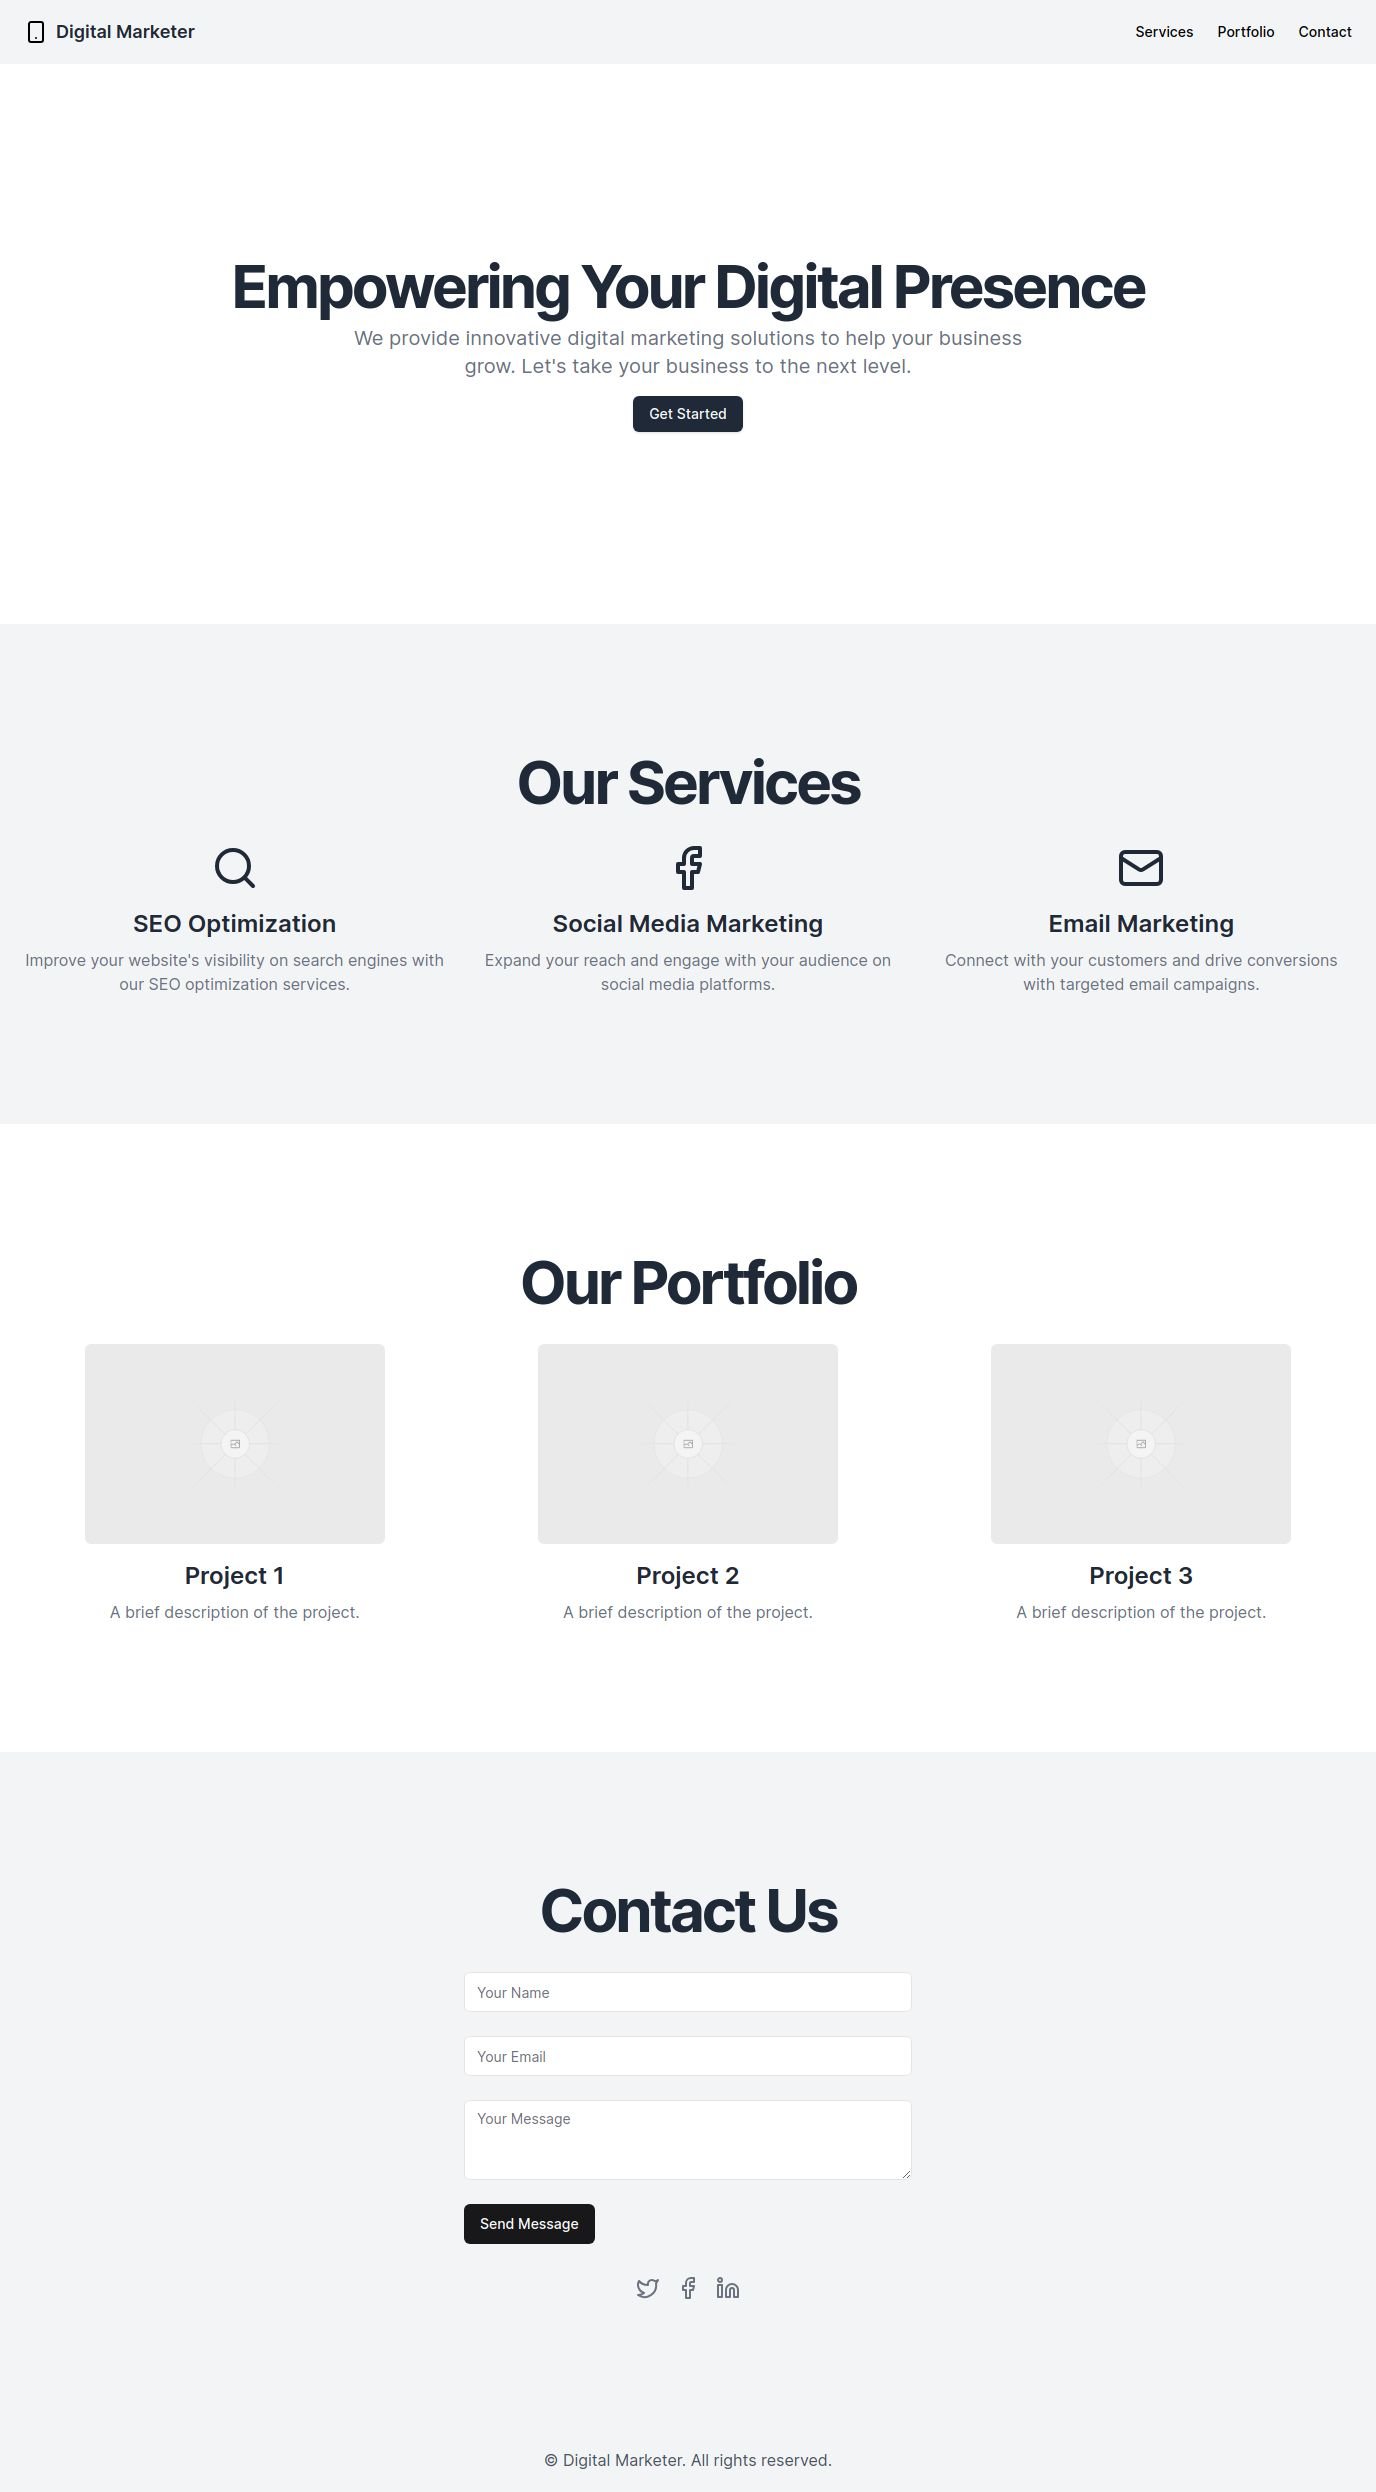 Digital Marketer
Services Portfolio Contact
Empowering Your Digital Presence
We provide innovative digital marketing solutions to help your business
grow. Let's take your business to the next level.
Get Started
Our Services
SEO Optimization
Improve your website's visibility on search engines with
our SEO optimization services.
Social Media Marketing
Expand your reach and engage with your audience on
social media platforms.
Email Marketing
Connect with your customers and drive conversions
with targeted email campaigns.
Our Portfolio
Project 1
A brief description of the project.
Project 2
A brief description of the project.
Project 3
A brief description of the project.
Contact Us
Your Name
Your Email
Your Message
Send Message
© Digital Marketer. All rights reserved.